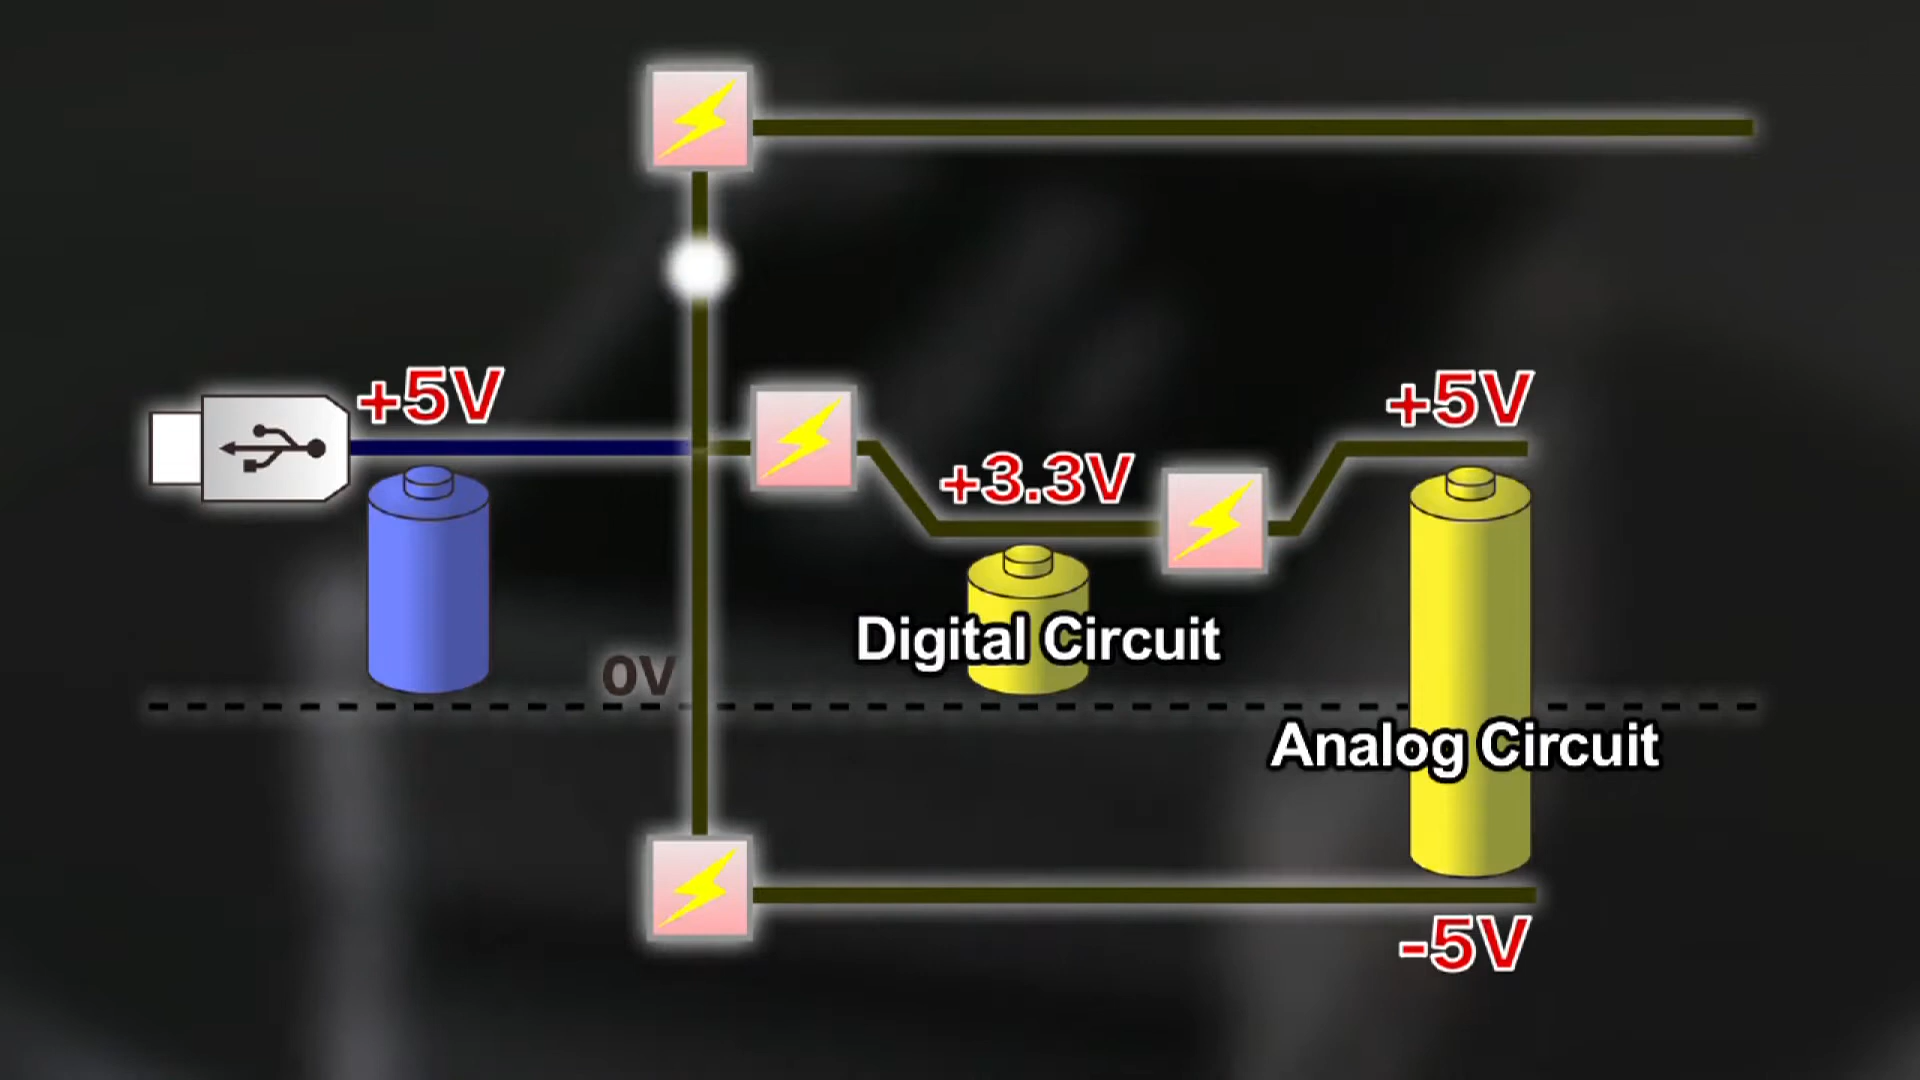 +5V
+5V
+3.3V
Digital Circuit
0V
Analog Circuit
-5V